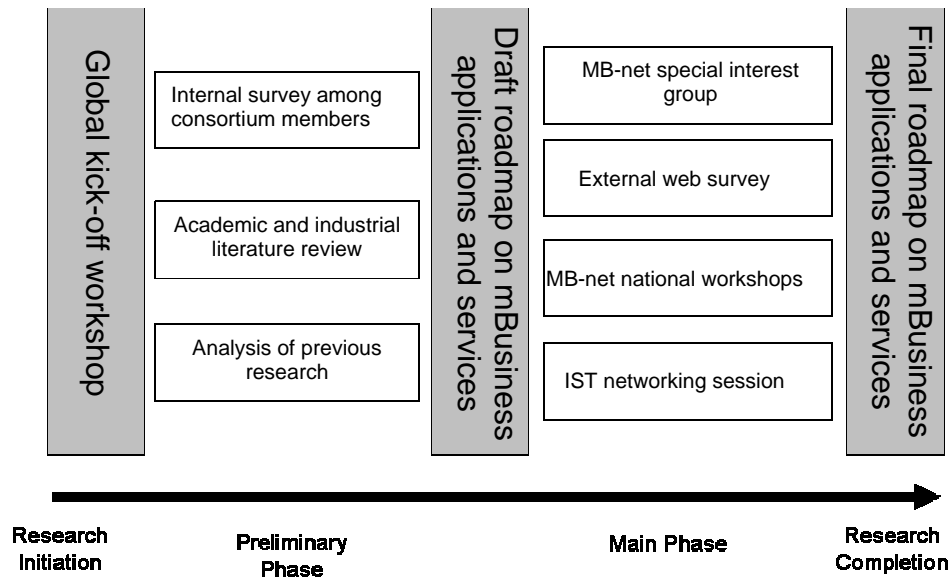 Global kick-off workshop
Internal survey among
consortium members
Academic and industrial
literature review
Analysis of previous
research
Draft roadmap on mBusiness
applications and services
MB-net special interest
group
External web survey
MB-net national workshops
IST networking session
Final roadmap on mBusiness
applications and services
Research
Initiation
Preliminary
Phase
Main Phase
Research
Completion